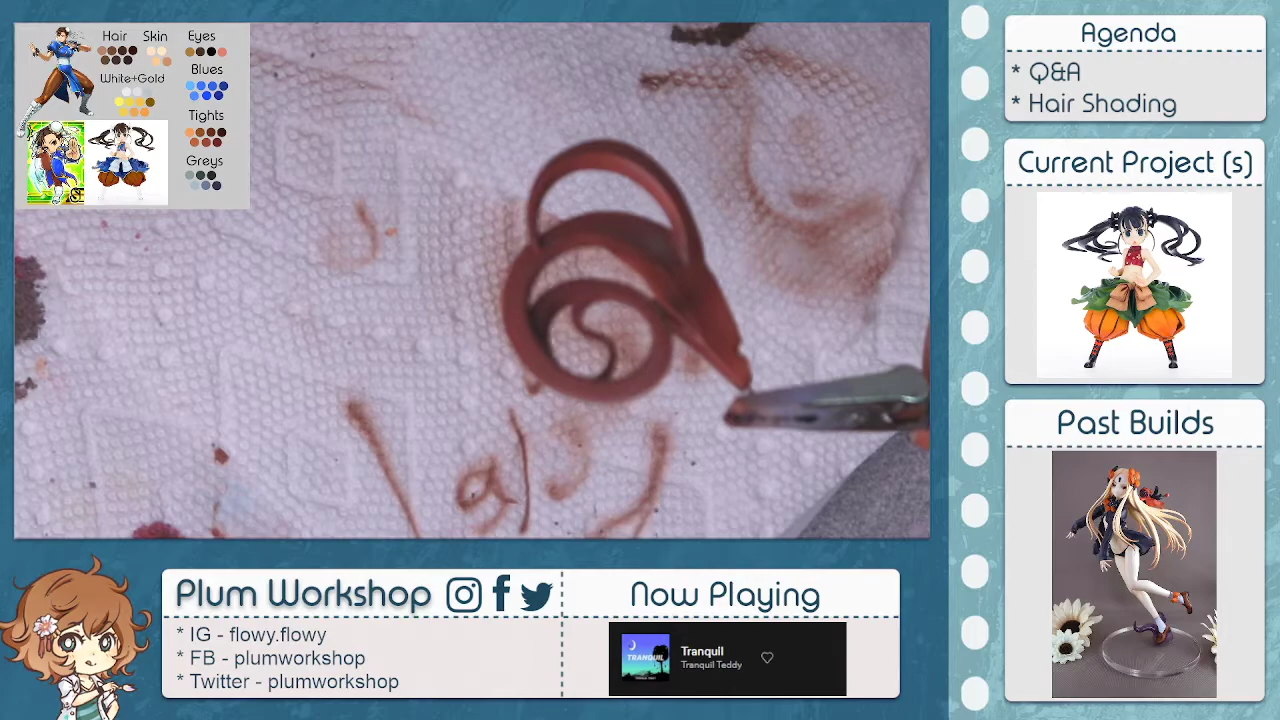 Hair Skin Eyes
White+Gold
Blues
Tights
Greys
Agenda
* Q&A
* Hair Shading
Current Project (s)
Past Builds
Plum Workshop
* IG - flowy.flowy
* FB - plumworkshop
* Twitter - plumworkshop
Now Playing
TRANQUIL
Tranquil
Tranquil Teddy